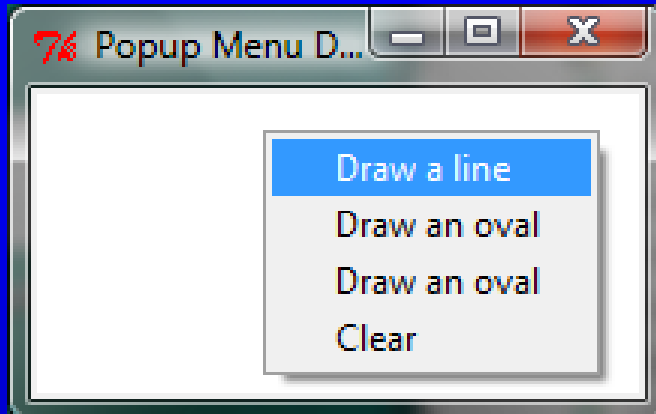 Popup Menu D...
Draw a line
Draw an oval
Draw an oval
Clear